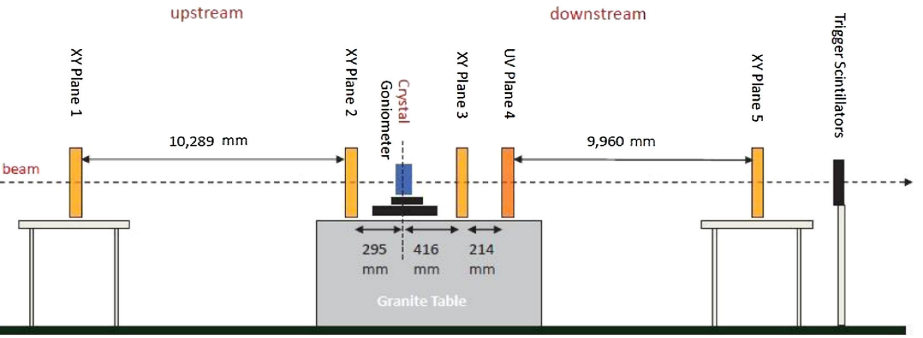 upstream
downstream
XY Plane 1
XY Plane 2
Crystal
Goniometer
XY Plane 3
UV Plane 4
XY Plane 5
Trigger Scintillators
10,289 mm
9,960 mm
beam
295 mm
416 mm
214 mm
Granite Table